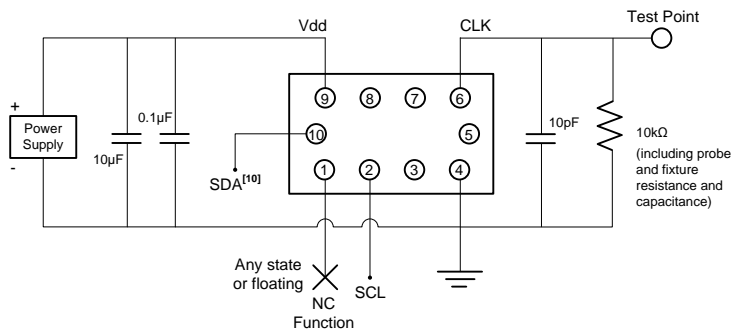 Test Point
Vdd
CLK
+
Power
Supply
-
10µF
0.1µF
9
8
7
6
10
5
1
2
3
4
SDA[10]
10pF
10kΩ
(including probe
and fixture
resistance and
capacitance)
Any state
or floating
NC
Function
SCL